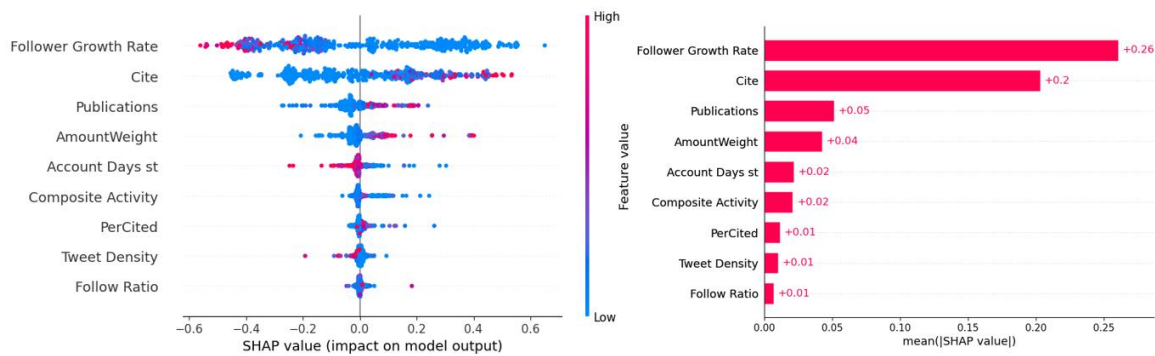 Follower Growth Rate
Cite
Publications
AmountWeight
Account Days st
Composite Activity
PerCited
Tweet Density
Follow Ratio
−0.6 −0.4 −0.2 0.0 0.2 0.4 0.6
SHAP value (impact on model output)
High
Low
Feature value
Follower Growth Rate +0.26
Cite +0.2
Publications +0.05
AmountWeight +0.04
Account Days st +0.02
Composite Activity +0.02
PerCited +0.01
Tweet Density +0.01
Follow Ratio +0.01
0.00 0.05 0.10 0.15 0.20 0.25
mean(|SHAP value|)